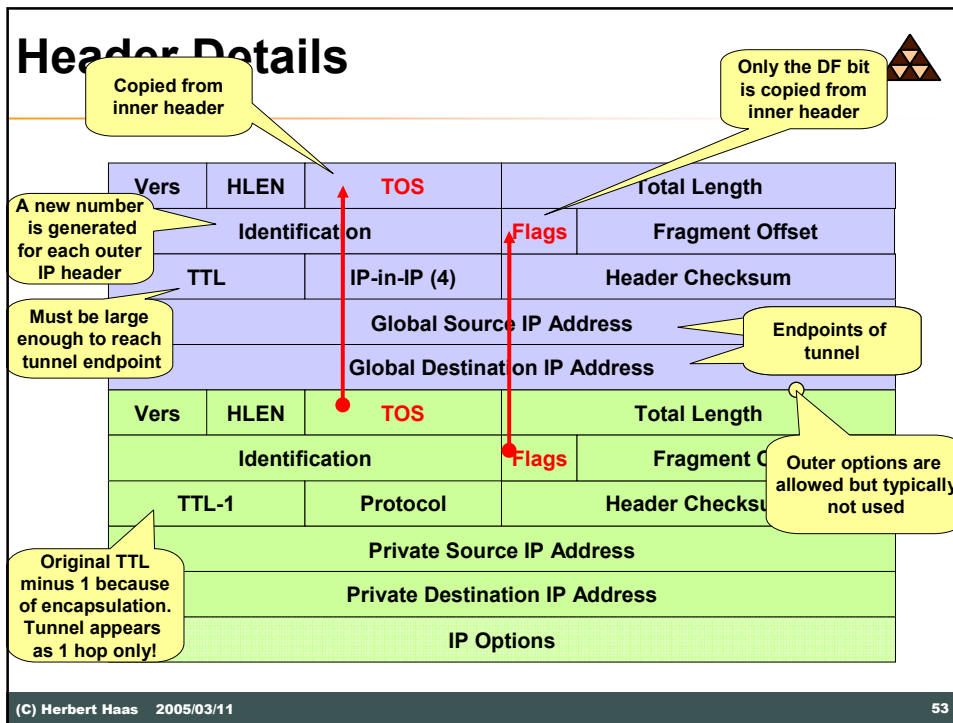 Header Details
Copied from
inner header
Only the DF bit
is copied from
inner header
Vers HLEN TOS Total Length
A new number
is generated
for each outer
IP header
Identification Flags Fragment Offset
TTL IP-in-IP (4) Header Checksum
Must be large
enough to reach
tunnel endpoint
Global Source IP Address
Endpoints of
tunnel
Global Destination IP Address
Vers HLEN TOS Total Length
Identification Flags Fragment O
Outer options are
allowed but typically
not used
TTL-1 Protocol Header Checksu
Original TTL
minus 1 because
of encapsulation.
Tunnel appears
as 1 hop only!
Private Source IP Address
Private Destination IP Address
IP Options
(C) Herbert Haas 2005/03/11 53